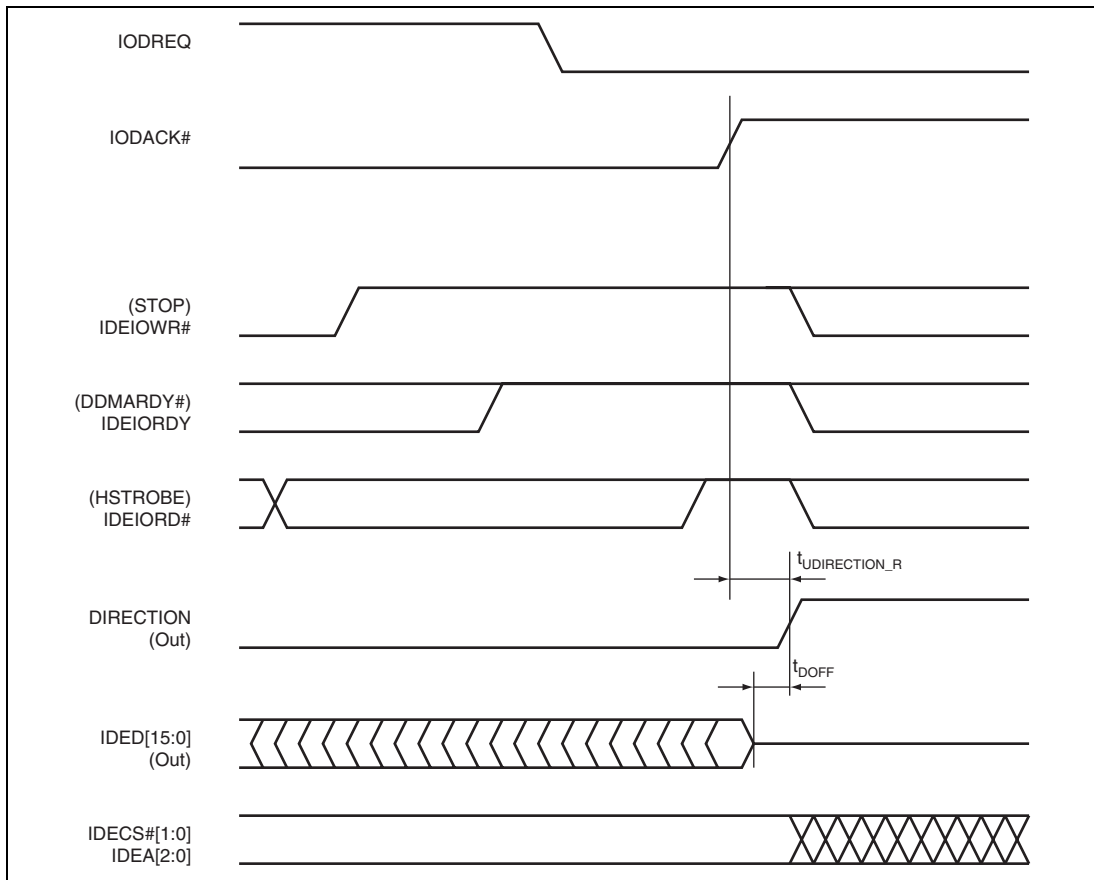 IODREQ
IODACK#
(STOP)
IDEIOWR#
(DDMARDY#)
IDEIORDY
(HSTROBE)
IDEIORD#
tUDIRECTION_R
DIRECTION
(Out)
tDOFF
IDED[15:0]
(Out)
IDECS#[1:0]
IDEA[2:0]